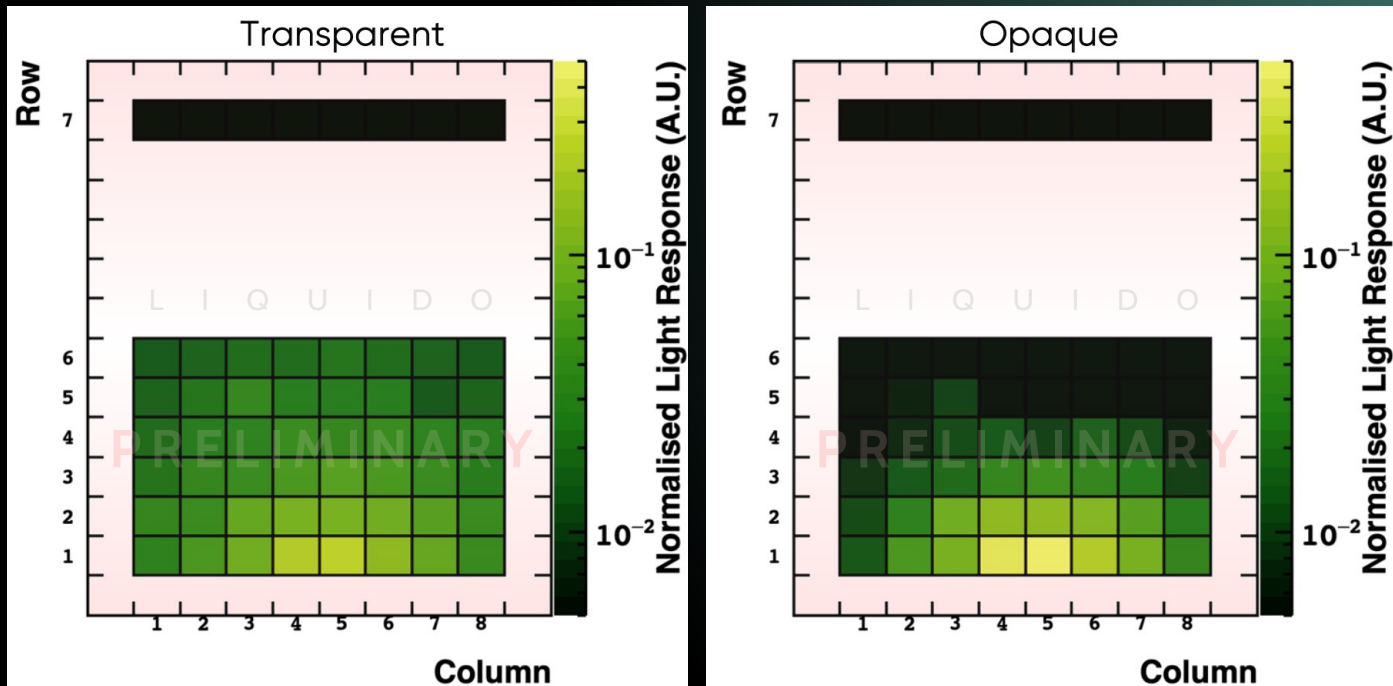 Transparent
Row
7
6
5
4
3
2
1
1 2 3 4 5 6 7 8
Column
10⁻¹
10⁻²
Normalised Light Response (A.U.)
L I Q U I D O
PRELIMINARY
Opaque
Row
7
6
5
4
3
2
1
1 2 3 4 5 6 7 8
Column
10⁻¹
10⁻²
Normalised Light Response (A.U.)
L I Q U I D O
PRELIMINARY